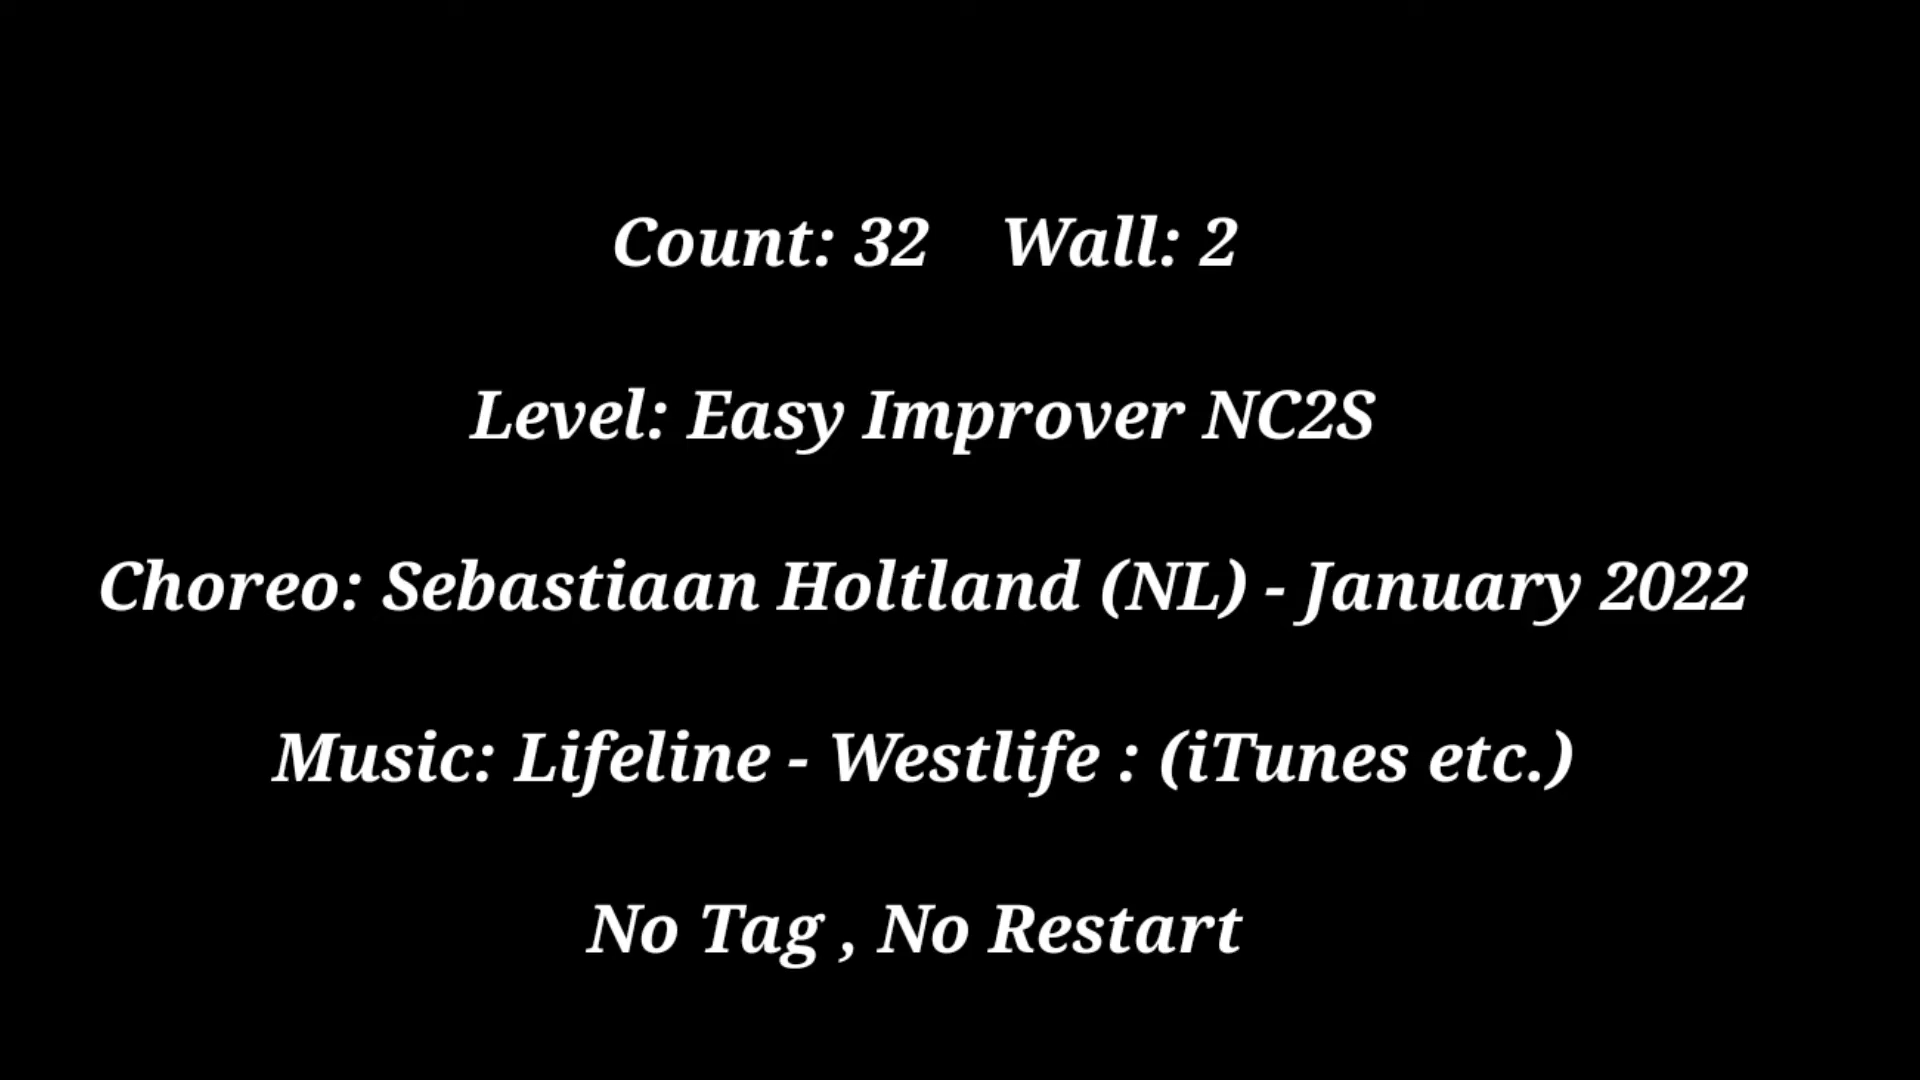 Count: 32 Wall: 2
Level: Easy Improver NC2S
Choreo: Sebastiaan Holtland (NL) - January 2022
Music: Lifeline - Westlife : (iTunes etc.)
No Tag , No Restart